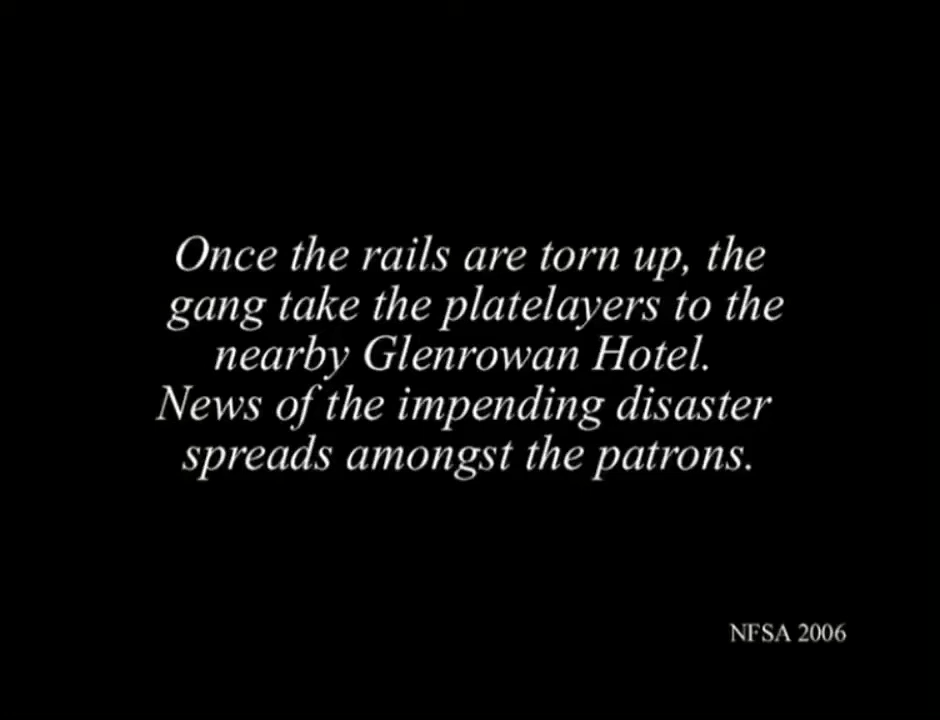 Once the rails are torn up, the
gang take the platelayers to the
nearby Glenrowan Hotel.
News of the impending disaster
spreads amongst the patrons.
NFSA 2006